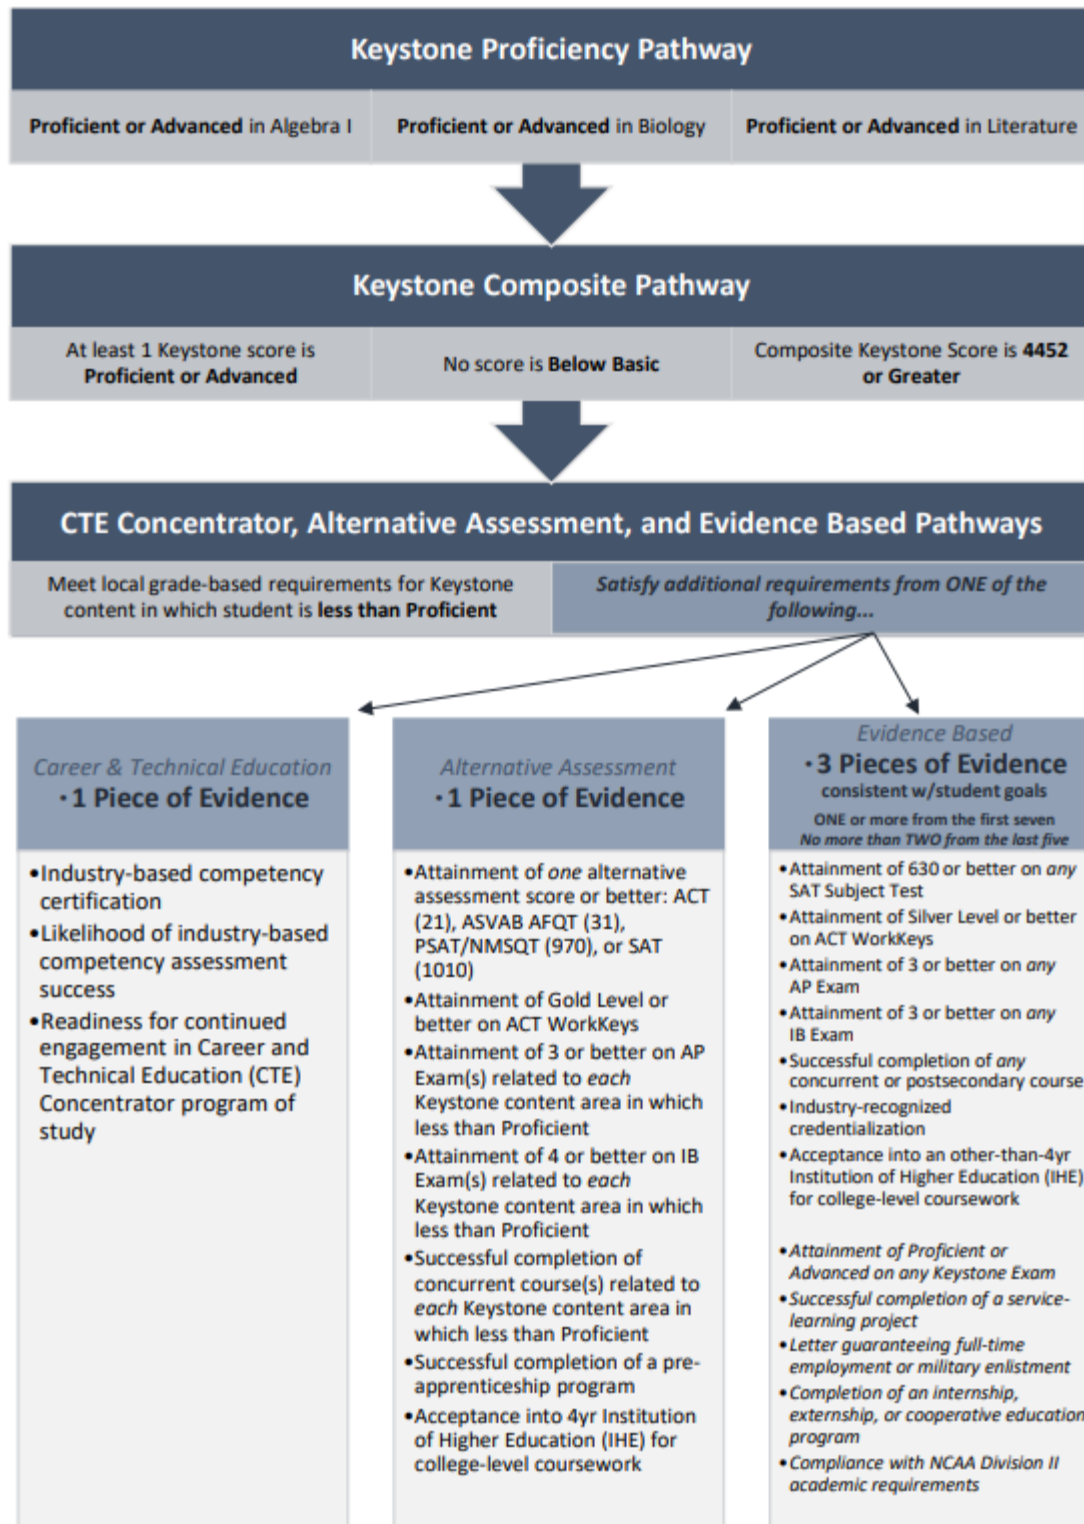 Keystone Proficiency Pathway
Proficient or Advanced in Algebra I
Proficient or Advanced in Biology
Proficient or Advanced in Literature
Keystone Composite Pathway
At least 1 Keystone score is
Proficient or Advanced
No score is Below Basic
Composite Keystone Score is 4452
or Greater
CTE Concentrator, Alternative Assessment, and Evidence Based Pathways
Meet local grade-based requirements for Keystone
content in which student is less than Proficient
Satisfy additional requirements from ONE of the
following...
Career & Technical Education
• 1 Piece of Evidence
•Industry-based competency
certification
•Likelihood of industry-based
competency assessment
success
•Readiness for continued
engagement in Career and
Technical Education (CTE)
Concentrator program of
study
Alternative Assessment
• 1 Piece of Evidence
•Attainment of one alternative
assessment score or better: ACT
(21), ASVAB AFQT (31),
PSAT/NMSQT (970), or SAT
(1010)
•Attainment of Gold Level or
better on ACT WorkKeys
•Attainment of 3 or better on AP
Exam(s) related to each
Keystone content area in which
less than Proficient
•Attainment of 4 or better on IB
Exam(s) related to each
Keystone content area in which
less than Proficient
•Successful completion of
concurrent course(s) related to
each Keystone content area in
which less than Proficient
•Successful completion of a pre-
apprenticeship program
•Acceptance into 4yr Institution
of Higher Education (IHE) for
college-level coursework
Evidence Based
• 3 Pieces of Evidence
consistent w/student goals
ONE or more from the first seven
No more than TWO from the last five
•Attainment of 630 or better on any
SAT Subject Test
•Attainment of Silver Level or better
on ACT WorkKeys
•Attainment of 3 or better on any
AP Exam
•Attainment of 3 or better on any
IB Exam
•Successful completion of any
concurrent or postsecondary course
•Industry-recognized
credentialization
•Acceptance into an other-than-4yr
Institution of Higher Education (IHE)
for college-level coursework
•Attainment of Proficient or
Advanced on any Keystone Exam
•Successful completion of a service-
learning project
•Letter guaranteeing full-time
employment or military enlistment
•Completion of an internship,
externship, or cooperative education
program
•Compliance with NCAA Division II
academic requirements